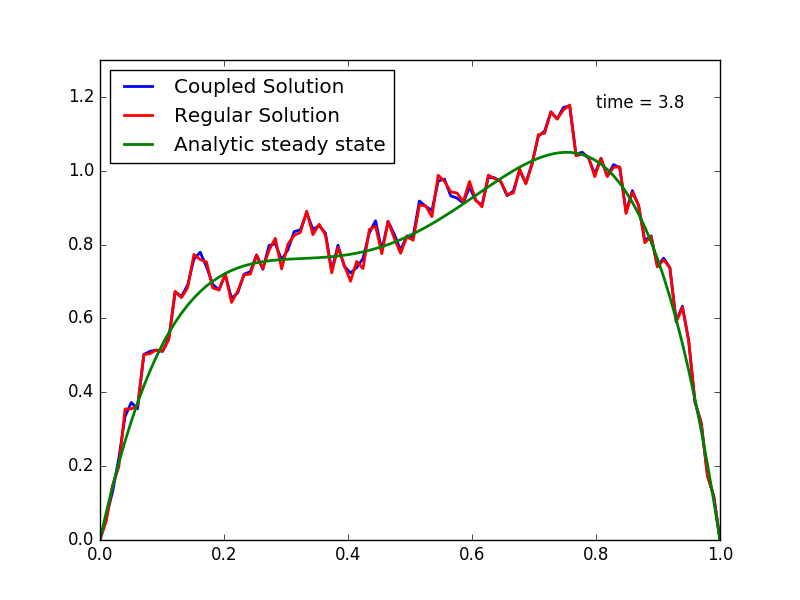 Coupled Solution
Regular Solution
Analytic steady state
time = 3.8
1.2
1.0
0.8
0.6
0.4
0.2
0.0
0.0 0.2 0.4 0.6 0.8 1.0